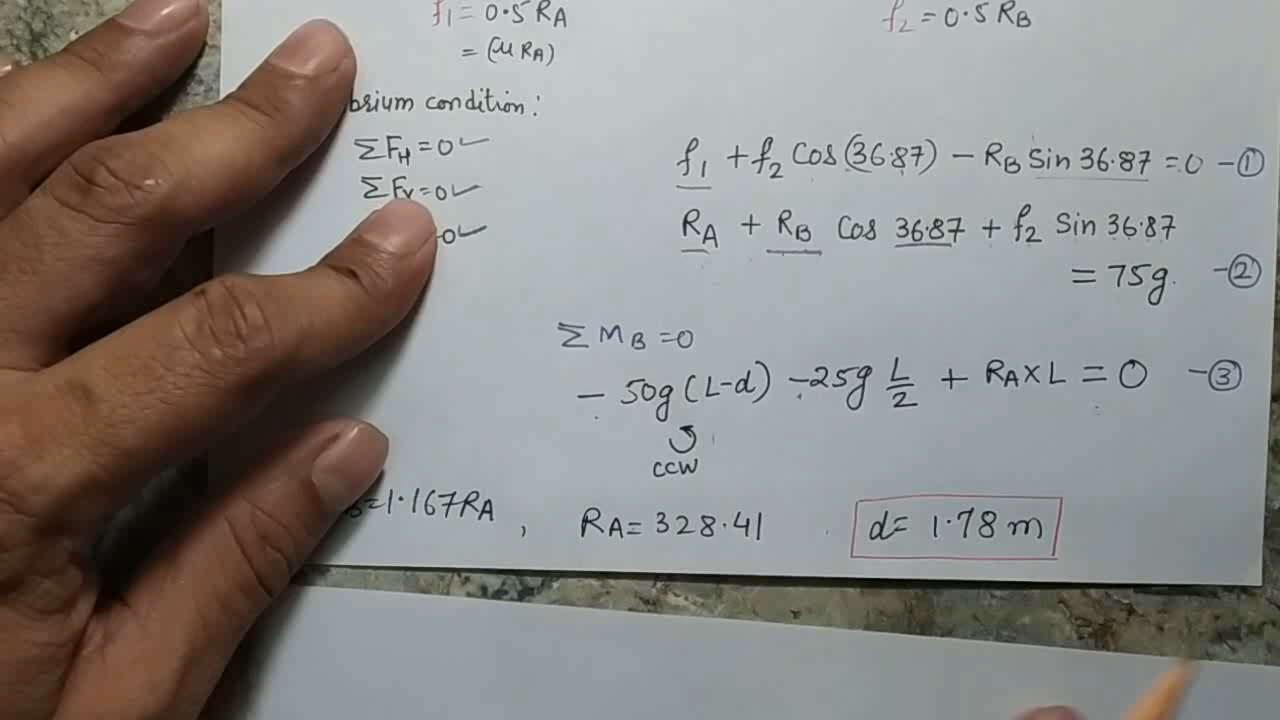 f₁ = 0.5 RA
= (μ RA)
f₂ = 0.5 RB
brium condition:
ΣFH = 0 ✓
ΣFV = 0 ✓
=0 ✓
f₁ + f₂ Cos(36.87) - RB Sin 36.87 = 0 - ①
RA + RB Cos 36.87 + f₂ Sin 36.87
= 75g. - ②
ΣMB = 0
- 50g (L-d) - 25g L/2 + RA×L = 0 - ③
CCW
=1.167RA , RA = 328.41
d = 1.78 m